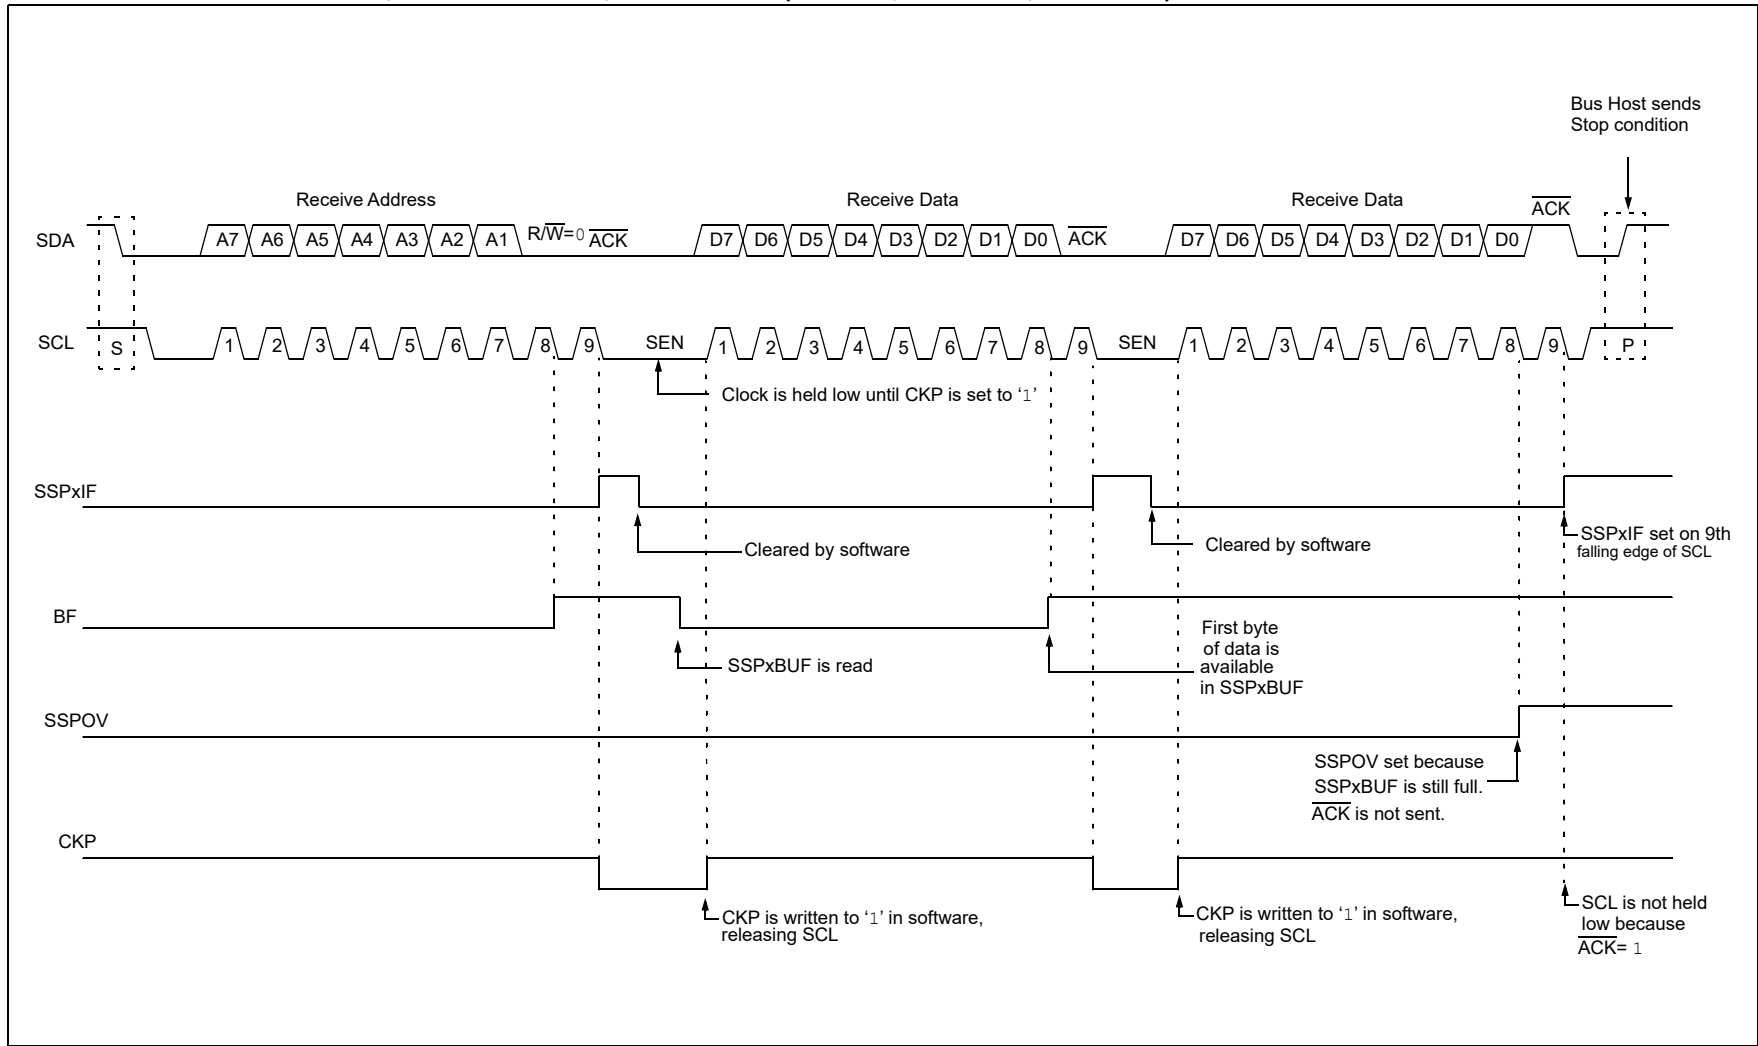 Bus Host sends
Stop condition
Receive Address
Receive Data
Receive Data
ACK
SDA
A7 A6 A5 A4 A3 A2 A1 R/W=0 ACK
D7 D6 D5 D4 D3 D2 D1 D0 ACK
D7 D6 D5 D4 D3 D2 D1 D0
SCL
S
1 2 3 4 5 6 7 8 9 SEN
1 2 3 4 5 6 7 8 9 SEN
1 2 3 4 5 6 7 8 9 P
Clock is held low until CKP is set to ‘1’
SSPxIF
Cleared by software
Cleared by software
SSPxIF set on 9th
falling edge of SCL
BF
SSPxBUF is read
First byte
of data is
available
in SSPxBUF
SSPOV
SSPOV set because
SSPxBUF is still full.
ACK is not sent.
CKP
CKP is written to ‘1’ in software,
releasing SCL
CKP is written to ‘1’ in software,
releasing SCL
SCL is not held
low because
ACK= 1